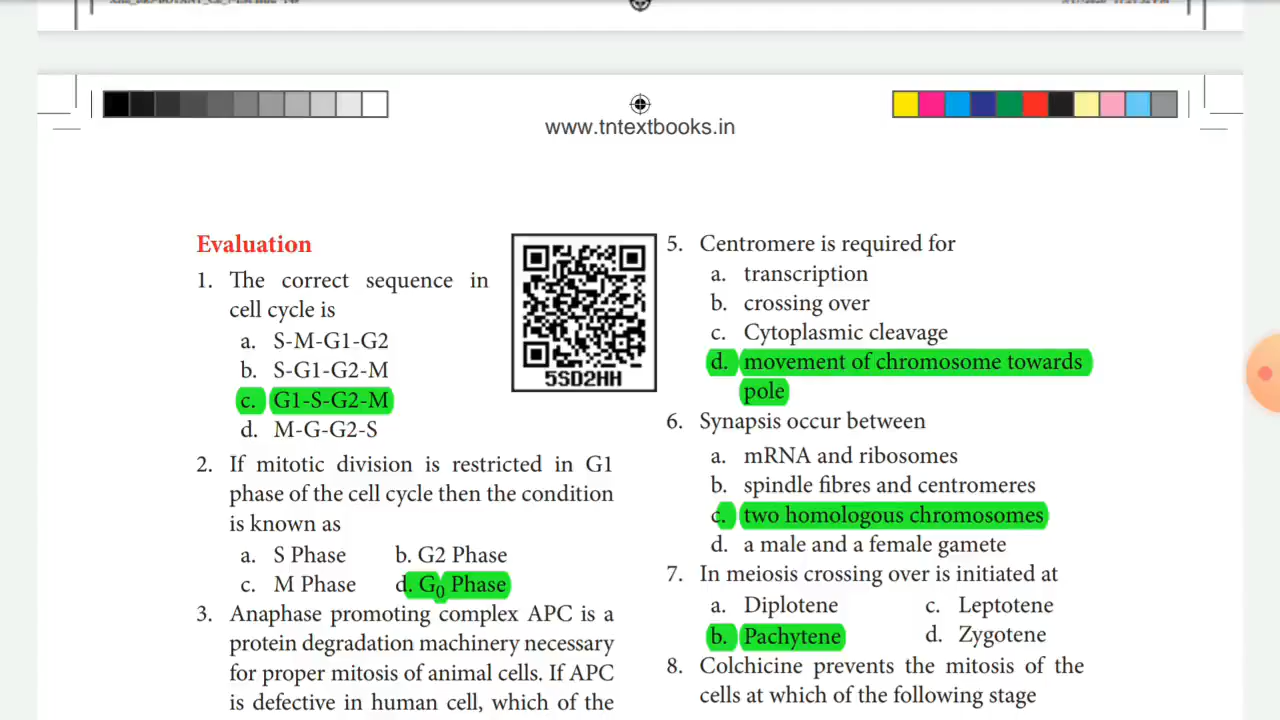 www.tntextbooks.in
Evaluation
1. The correct sequence in
cell cycle is
a. S-M-G1-G2
b. S-G1-G2-M
c. G1-S-G2-M
d. M-G-G2-S
2. If mitotic division is restricted in G1
phase of the cell cycle then the condition
is known as
a. S Phase b. G2 Phase
c. M Phase d. G0 Phase
3. Anaphase promoting complex APC is a
protein degradation machinery necessary
for proper mitosis of animal cells. If APC
is defective in human cell, which of the
5SD2HH
5. Centromere is required for
a. transcription
b. crossing over
c. Cytoplasmic cleavage
d. movement of chromosome towards
pole
6. Synapsis occur between
a. mRNA and ribosomes
b. spindle fibres and centromeres
c. two homologous chromosomes
d. a male and a female gamete
7. In meiosis crossing over is initiated at
a. Diplotene c. Leptotene
b. Pachytene d. Zygotene
8. Colchicine prevents the mitosis of the
cells at which of the following stage